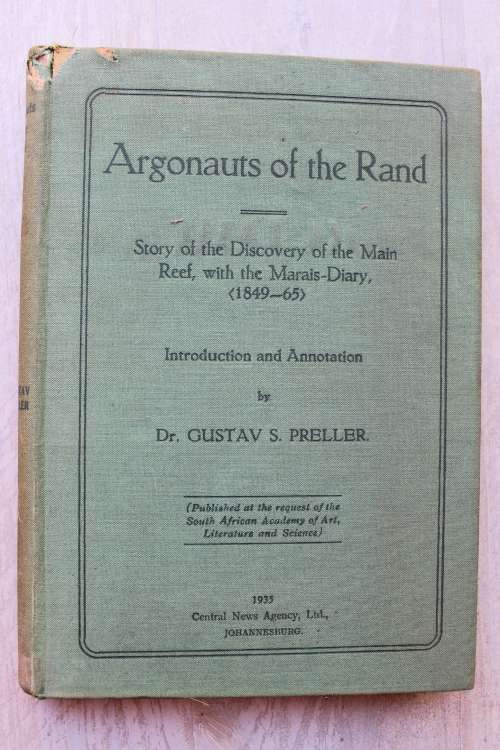 Argonauts of the Rand
Story of the Discovery of the Main
Reef, with the Marais-Diary,
(1849—65)
Introduction and Annotation
by
Dr. GUSTAV S. PRELLER.
(Published at the request of the
South African Academy of Art,
Literature and Science)
1935
Central News Agency, Ltd.,
JOHANNESBURG.